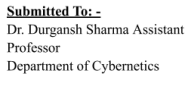 Submitted To: -
Dr. Durgansh Sharma Assistant
Professor
Department of Cybernetics